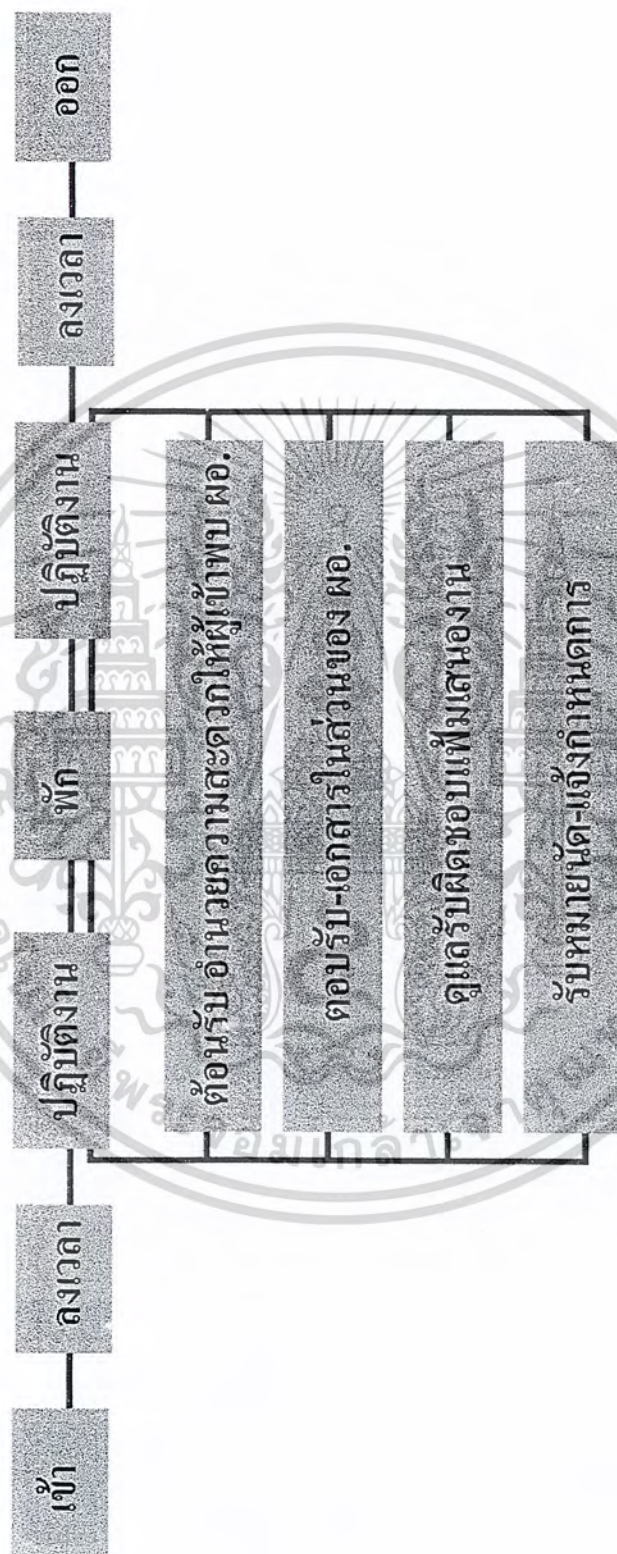 เข้า
ลงเวลา
ปฏิบัติงาน
พัก
ปฏิบัติงาน
ลงเวลา
ออก
ต้อนรับ อำนวยความสะดวกให้ผู้เข้าพบ ผอ.
ตอบรับ-เอกสารในส่วนของ ผอ.
ดูแลรับผิดชอบแฟ้มเสนองาน
รับหมายนัด-แจ้งกำหนดการ